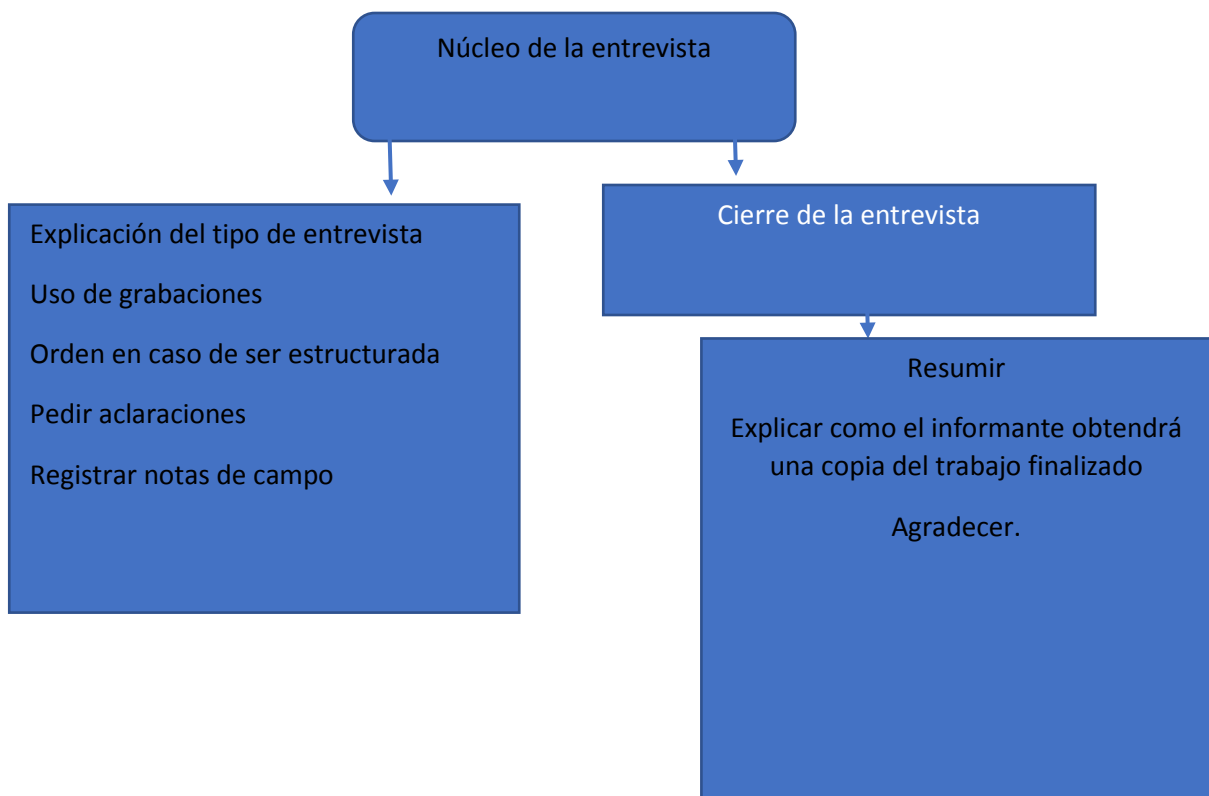 Núcleo de la entrevista
Explicación del tipo de entrevista
Uso de grabaciones
Orden en caso de ser estructurada
Pedir aclaraciones
Registrar notas de campo
Cierre de la entrevista
Resumir
Explicar como el informante obtendrá
una copia del trabajo finalizado
Agradecer.